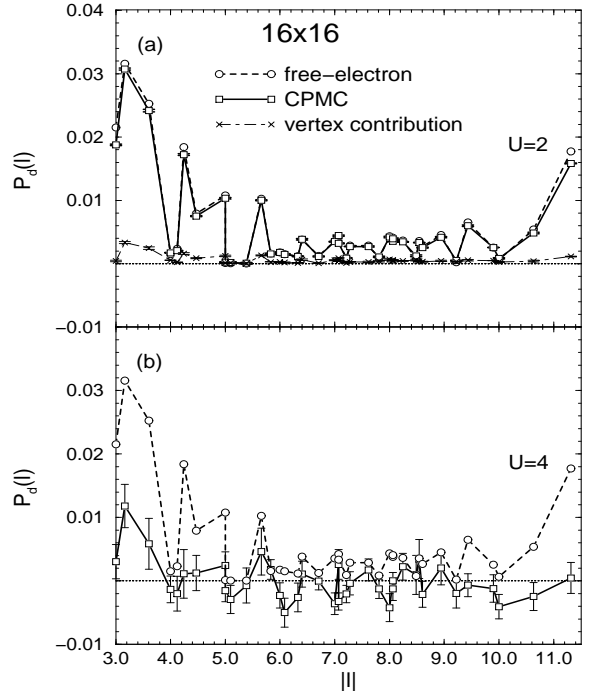 16x16
(a)
free-electron
CPMC
vertex contribution
U=2
0.04
0.03
0.02
0.01
0.00
−0.01
P_d(l)
(b)
U=4
0.03
0.02
0.01
0.00
−0.01
P_d(l)
3.0 4.0 5.0 6.0 7.0 8.0 9.0 10.0 11.0
|l|